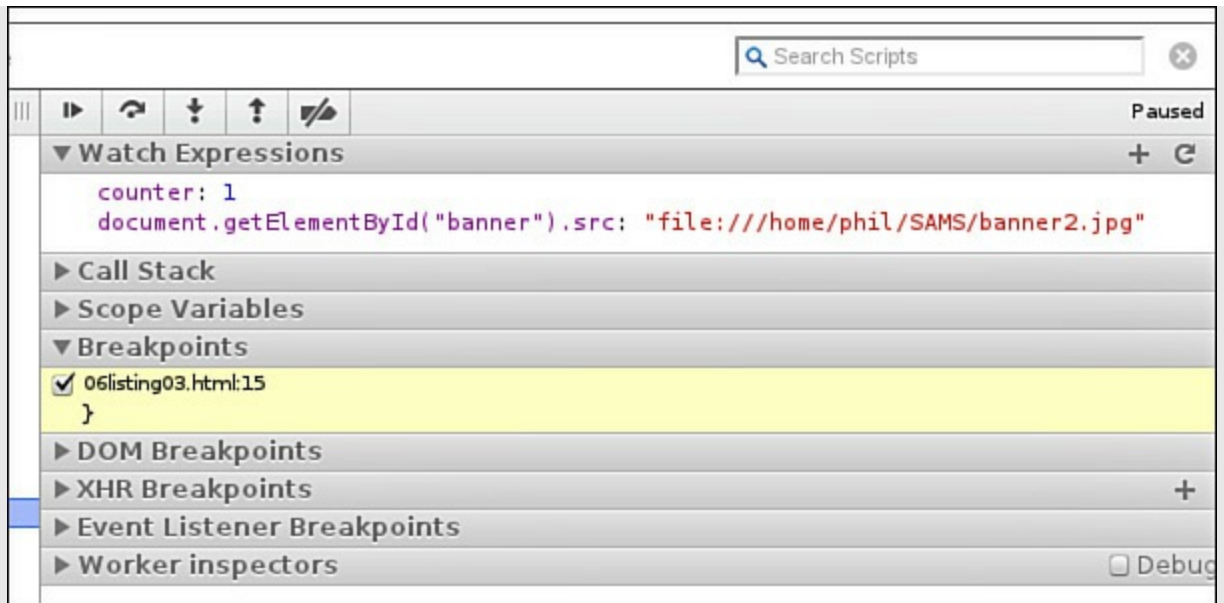 Search Scripts
Paused
Watch Expressions
counter: 1
document.getElementById("banner").src: "file:///home/phil/SAMS/banner2.jpg"
Call Stack
Scope Variables
Breakpoints
06listing03.html:15
}
DOM Breakpoints
XHR Breakpoints
Event Listener Breakpoints
Worker inspectors
Debug